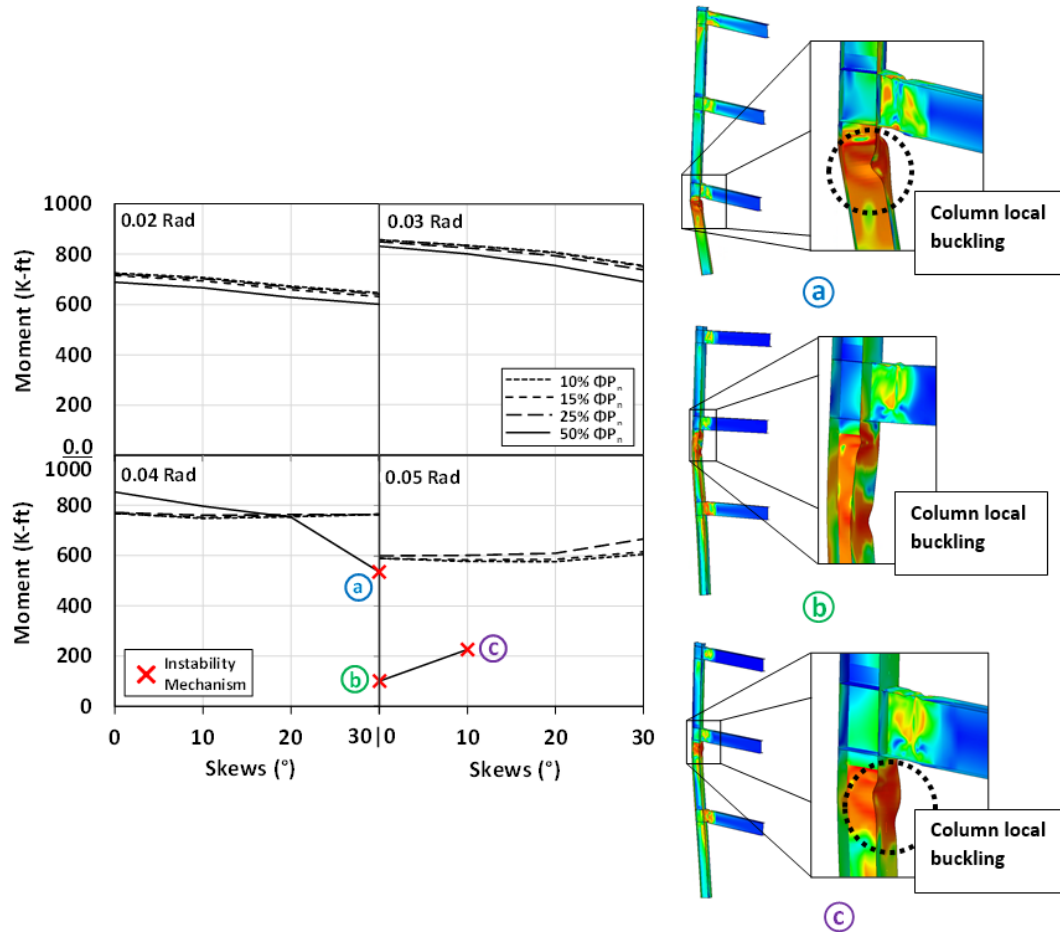 0.02 Rad
0.03 Rad
1000
800
600
400
200
0.0
Moment (K-ft)
10% ΦPₙ
15% ΦPₙ
25% ΦPₙ
50% ΦPₙ
0.04 Rad
0.05 Rad
1000
800
600
400
200
0
Moment (K-ft)
a
b
c
Instability
Mechanism
0
10
20
30
0
10
20
30
Skews (°)
Skews (°)
Column local
buckling
a
Column local
buckling
b
Column local
buckling
c